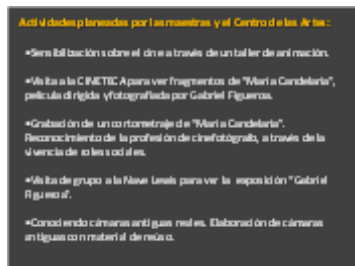 Actividades planeadas por las maestras y el Centro de las Artes:
•Sensibilización sobre el cine a través de un taller de animación.
•Visita a la CINETECA para ver fragmentos de "María Candelaria",
película dirigida y fotografiada por Gabriel Figueroa.
•Grabación de un cortometraje de "María Candelaria".
Reconocimiento de la profesión de cinefotógrafo, a través de la
vivencia de roles sociales.
•Visita de grupo a la Nave Lewis para ver la exposición "Gabriel
Figueroa".
•Conociendo cámaras antiguas reales. Elaboración de cámaras
antiguas con material de reúso.